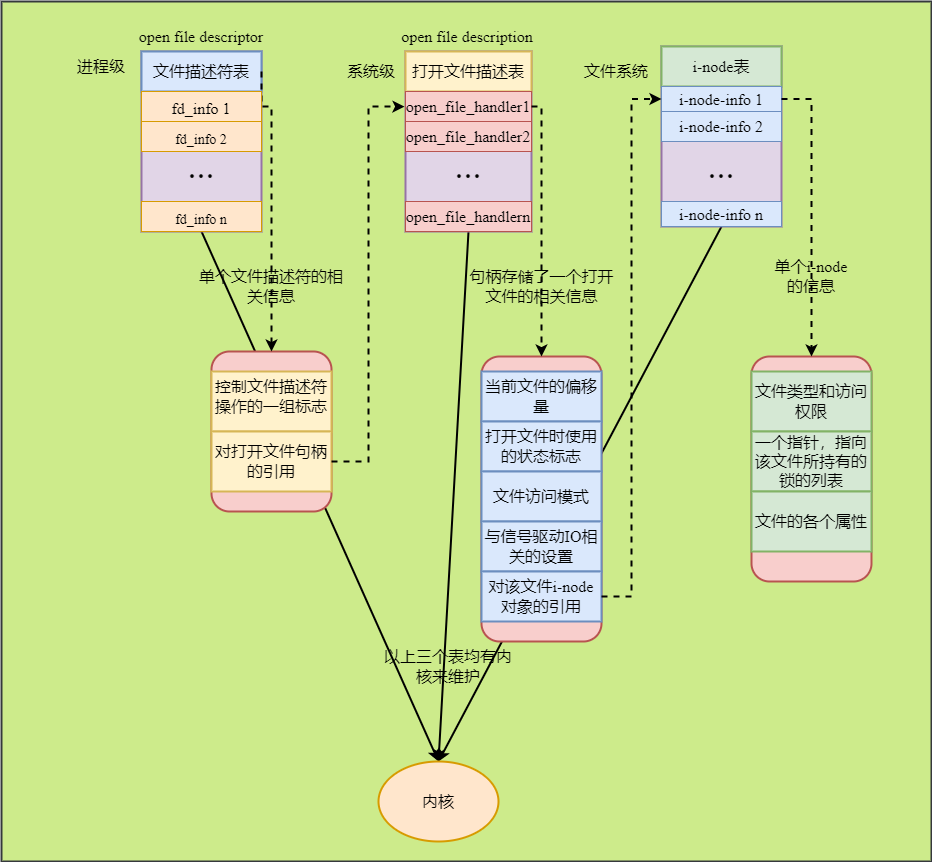 open file descriptor
进程级
文件描述符表
fd_info 1
fd_info 2
...
fd_info n
open file description
系统级
打开文件描述表
open_file_handler1
open_file_handler2
...
open_file_handlern
文件系统
i-node表
i-node-info 1
i-node-info 2
...
i-node-info n
单个文件描述符的相
关信息
句柄存储了一个打开
文件的相关信息
单个i-node
的信息
控制文件描述符
操作的一组标志
对打开文件句柄
的引用
当前文件的偏移
量
打开文件时使用
的状态标志
文件访问模式
与信号驱动IO相
关的设置
对该文件i-node
对象的引用
文件类型和访问
权限
一个指针，指向
该文件所持有的
锁的列表
文件的各个属性
以上三个表均有内
核来维护
内核